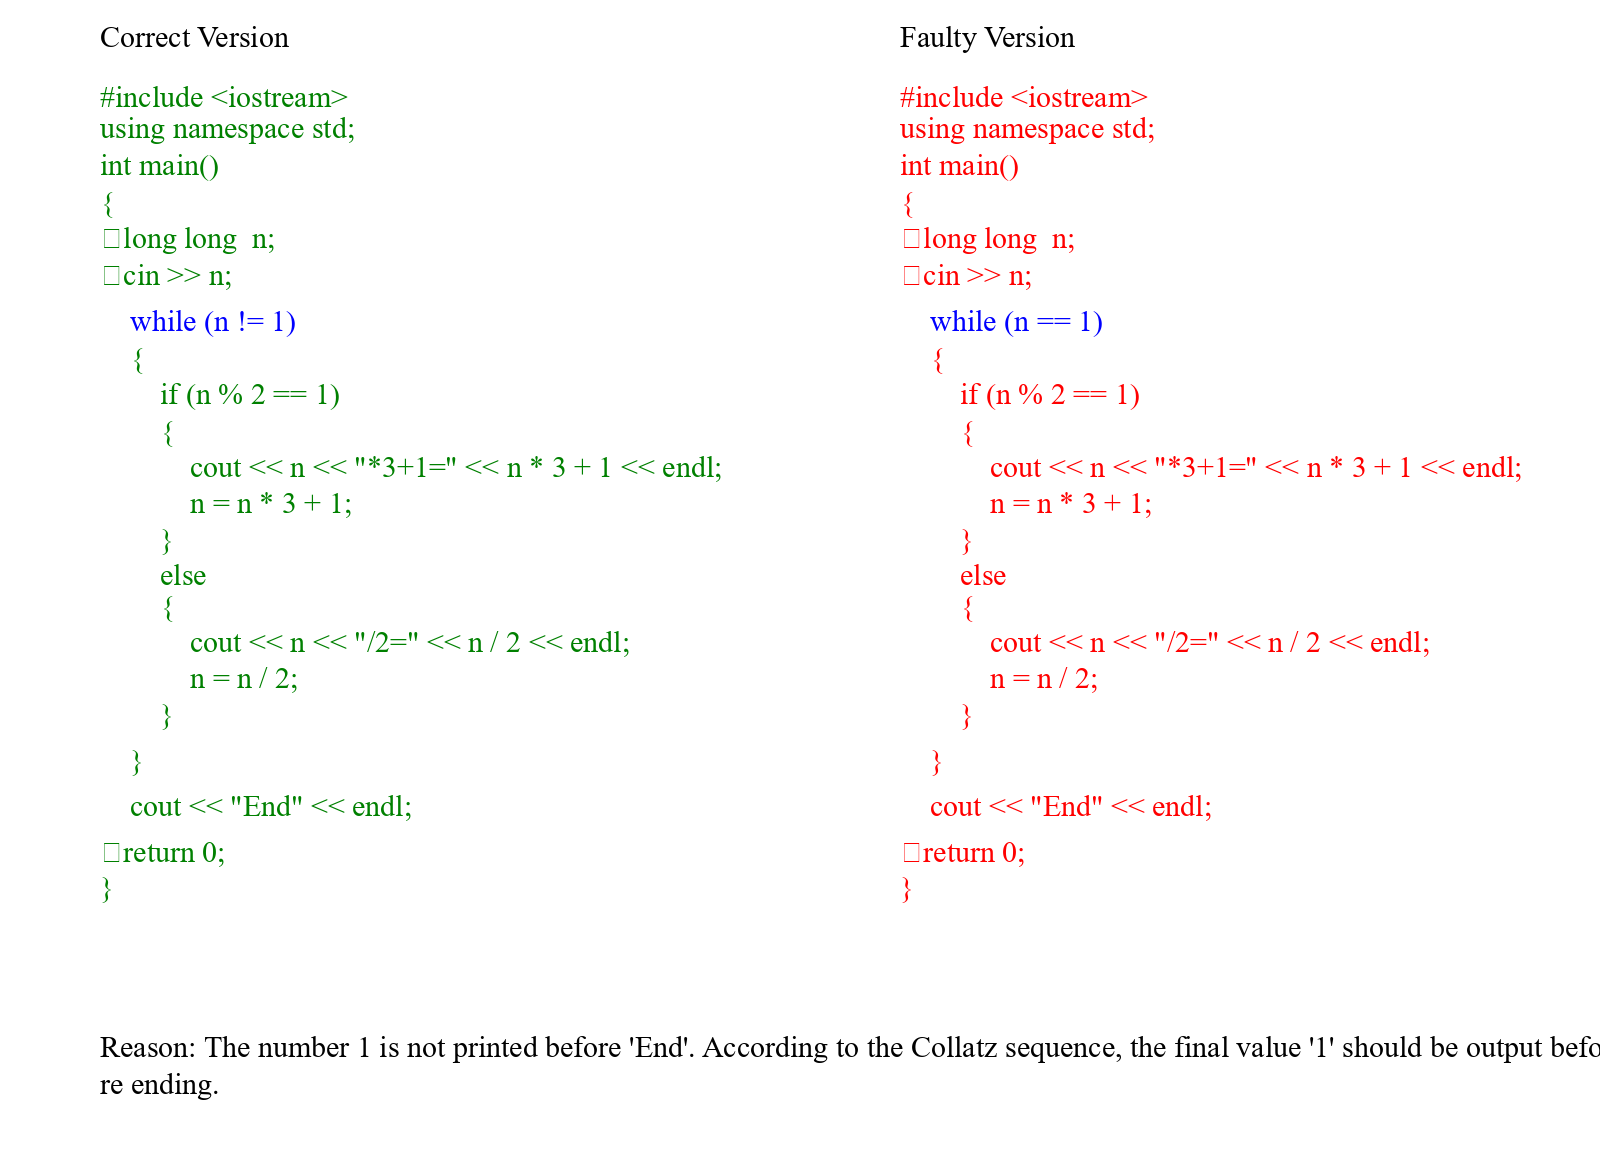 Correct Version
#include <iostream>
using namespace std;
int main()
{
□long long  n;
□cin >> n;
    while (n != 1)
    {
        if (n % 2 == 1)
        {
            cout << n << "*3+1=" << n * 3 + 1 << endl;
            n = n * 3 + 1;
        }
        else
        {
            cout << n << "/2=" << n / 2 << endl;
            n = n / 2;
        }
    }
    cout << "End" << endl;
□return 0;
}
Faulty Version
#include <iostream>
using namespace std;
int main()
{
□long long  n;
□cin >> n;
    while (n == 1)
    {
        if (n % 2 == 1)
        {
            cout << n << "*3+1=" << n * 3 + 1 << endl;
            n = n * 3 + 1;
        }
        else
        {
            cout << n << "/2=" << n / 2 << endl;
            n = n / 2;
        }
    }
    cout << "End" << endl;
□return 0;
}
Reason: The number 1 is not printed before 'End'. According to the Collatz sequence, the final value '1' should be output befo
re ending.